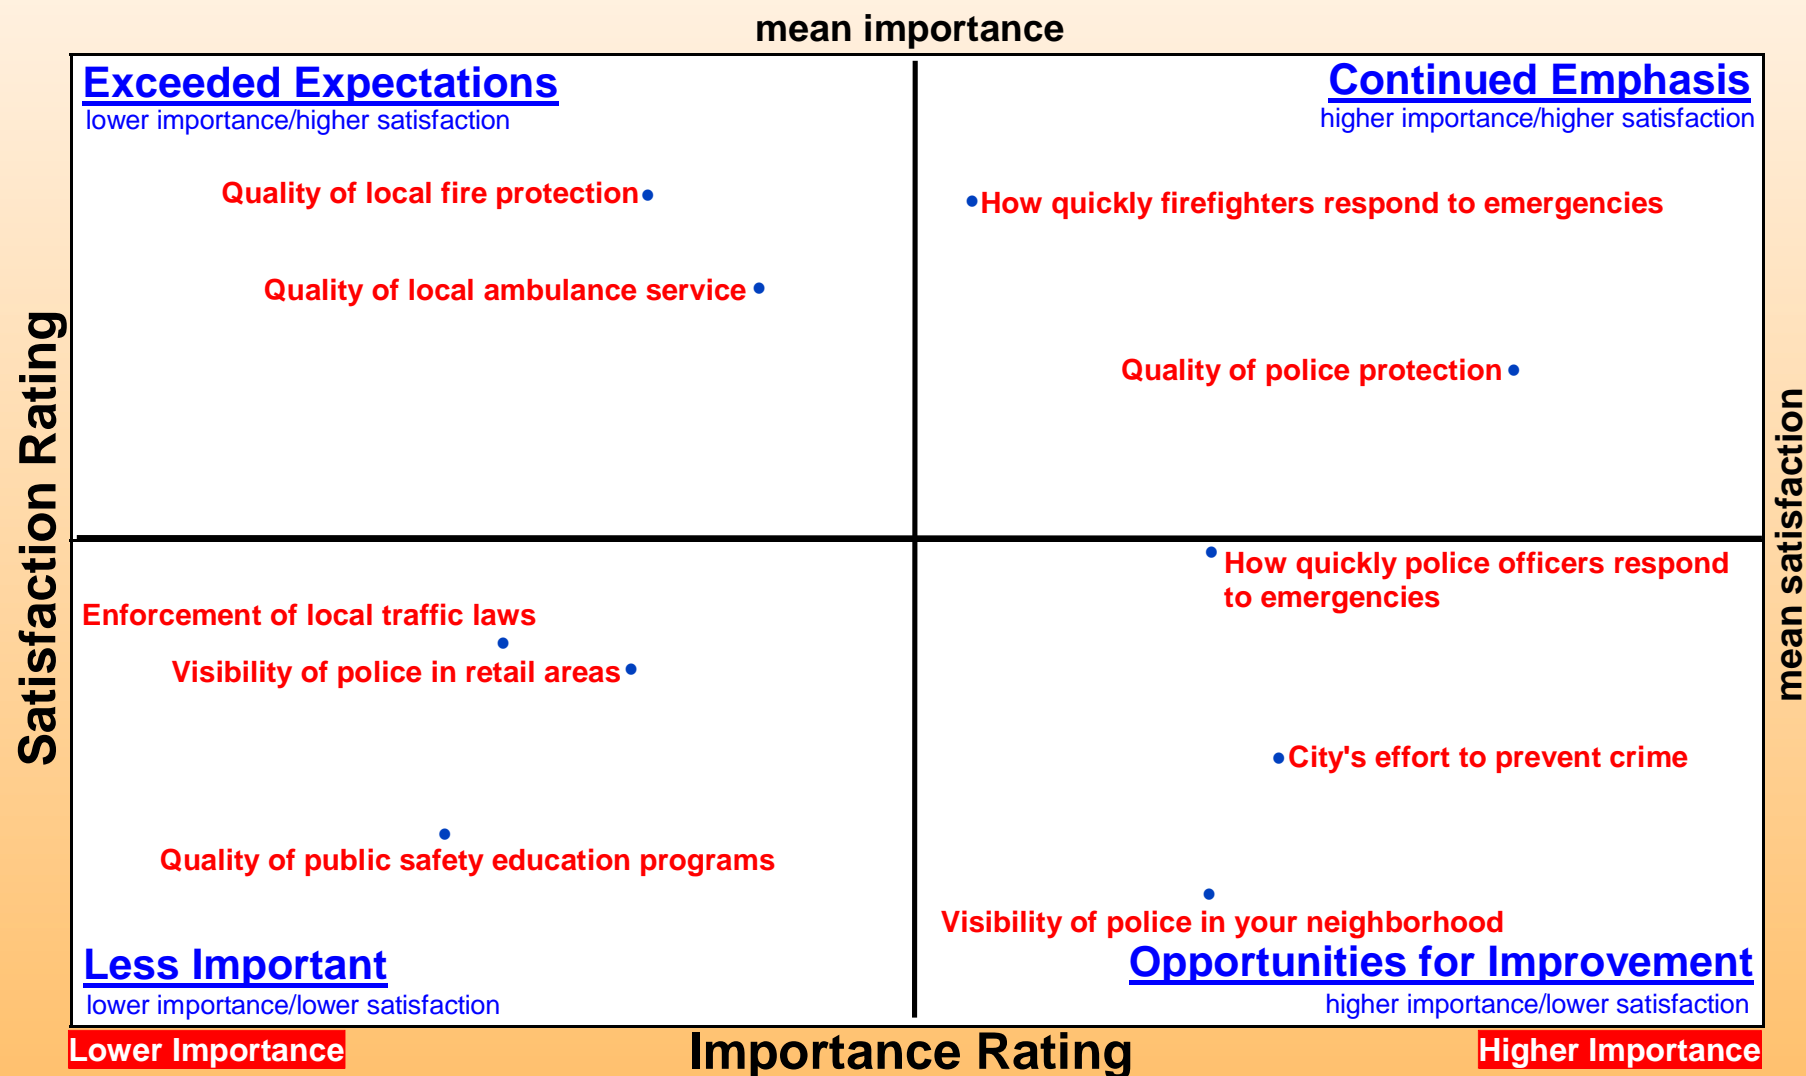 mean importance
Exceeded Expectations
lower importance/higher satisfaction
Continued Emphasis
higher importance/higher satisfaction
Quality of local fire protection
How quickly firefighters respond to emergencies
Quality of local ambulance service
Quality of police protection
Satisfaction Rating
mean satisfaction
How quickly police officers respond
to emergencies
Enforcement of local traffic laws
Visibility of police in retail areas
City's effort to prevent crime
Quality of public safety education programs
Visibility of police in your neighborhood
Less Important
lower importance/lower satisfaction
Opportunities for Improvement
higher importance/lower satisfaction
Lower Importance
Importance Rating
Higher Importance